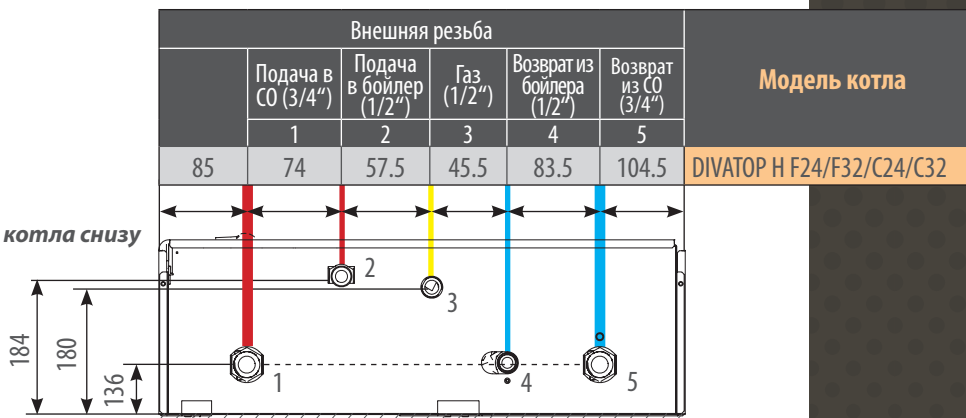 Внешняя резьба
Подача в СО (3/4“)
Подача в бойлер (1/2“)
Газ (1/2“)
Возврат из бойлера (1/2“)
Возврат из СО (3/4“)
Модель котла
1 2 3 4 5
85 74 57.5 45.5 83.5 104.5 DIVATOP H F24/F32/C24/C32
котла снизу
2
3
184
180
136
1
4
5